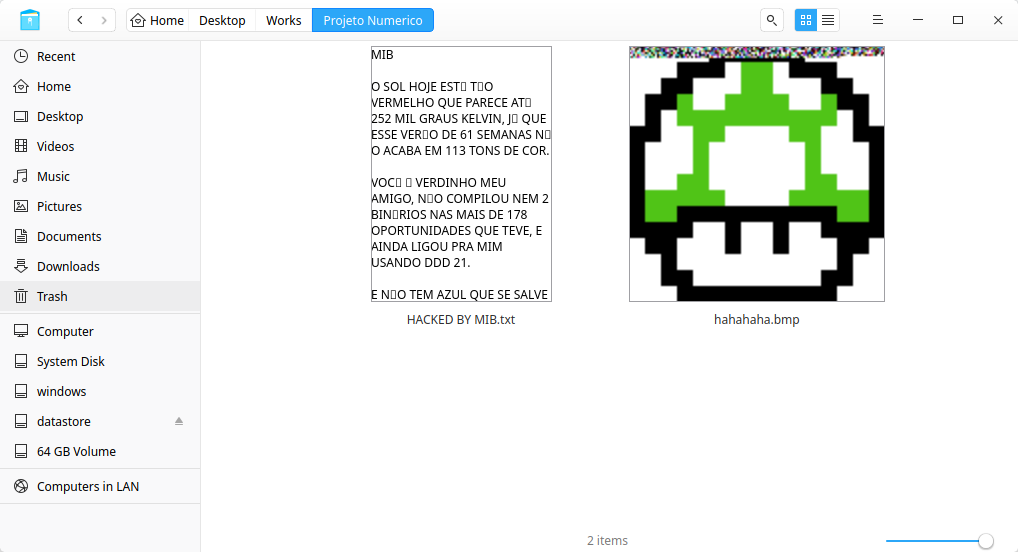 Home
Desktop
Works
Projeto Numerico
Recent
Home
Desktop
Videos
Music
Pictures
Documents
Downloads
Trash
Computer
System Disk
windows
datastore
64 GB Volume
Computers in LAN
MIB
O SOL HOJE EST▯ T▯O
VERMELHO QUE PARECE AT▯
252 MIL GRAUS KELVIN, J▯ QUE
ESSE VER▯O DE 61 SEMANAS N▯
O ACABA EM 113 TONS DE COR.
VOC▯ ▯ VERDINHO MEU
AMIGO, N▯O COMPILOU NEM 2
BIN▯RIOS NAS MAIS DE 178
OPORTUNIDADES QUE TEVE, E
AINDA LIGOU PRA MIM
USANDO DDD 21.
E N▯O TEM AZUL QUE SE SALVE
HACKED BY MIB.txt
hahahaha.bmp
2 items